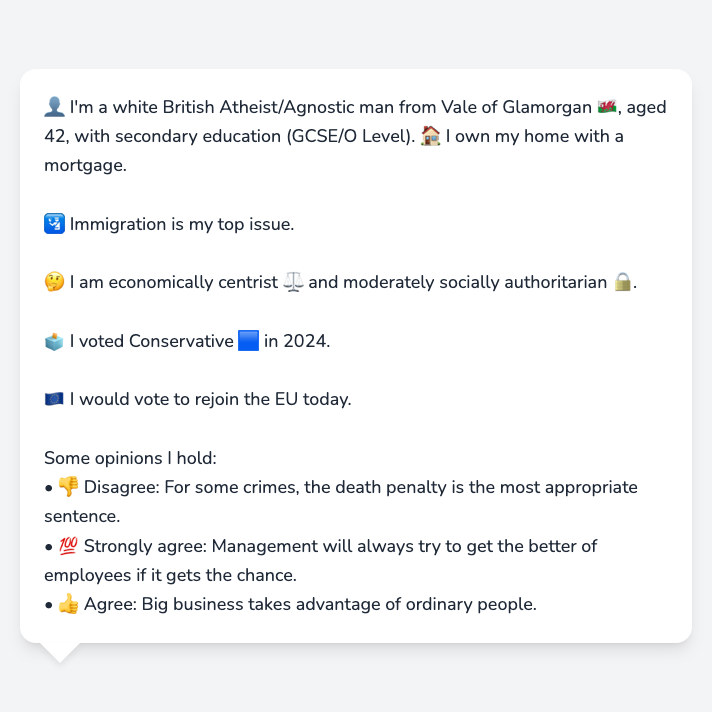 👤 I'm a white British Atheist/Agnostic man from Vale of Glamorgan 🏴󠁧󠁢󠁷󠁬󠁳󠁿, aged
42, with secondary education (GCSE/O Level). 🏠 I own my home with a
mortgage.
🛂 Immigration is my top issue.
🤔 I am economically centrist ⚖️ and moderately socially authoritarian 🔒.
🗳️ I voted Conservative 🟦 in 2024.
🇪🇺 I would vote to rejoin the EU today.
Some opinions I hold:
• 👎 Disagree: For some crimes, the death penalty is the most appropriate
sentence.
• 💯 Strongly agree: Management will always try to get the better of
employees if it gets the chance.
• 👍 Agree: Big business takes advantage of ordinary people.